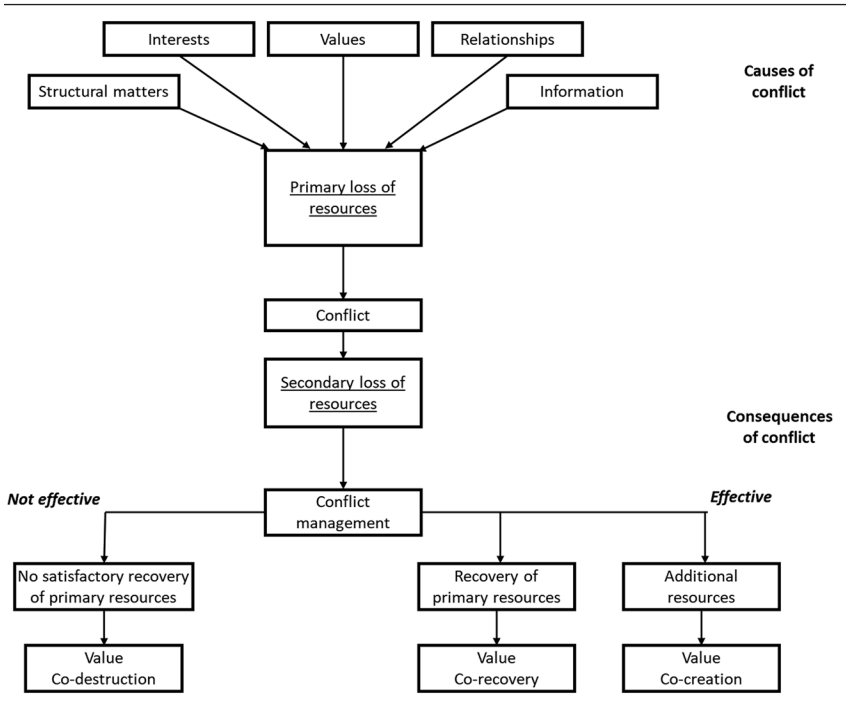 Interests
Values
Relationships
Causes of
conflict
Structural matters
Information
Primary loss of
resources
Conflict
Secondary loss of
resources
Consequences
of conflict
Not effective
Conflict
management
Effective
No satisfactory recovery
of primary resources
Recovery of
primary resources
Additional
resources
Value
Co-destruction
Value
Co-recovery
Value
Co-creation